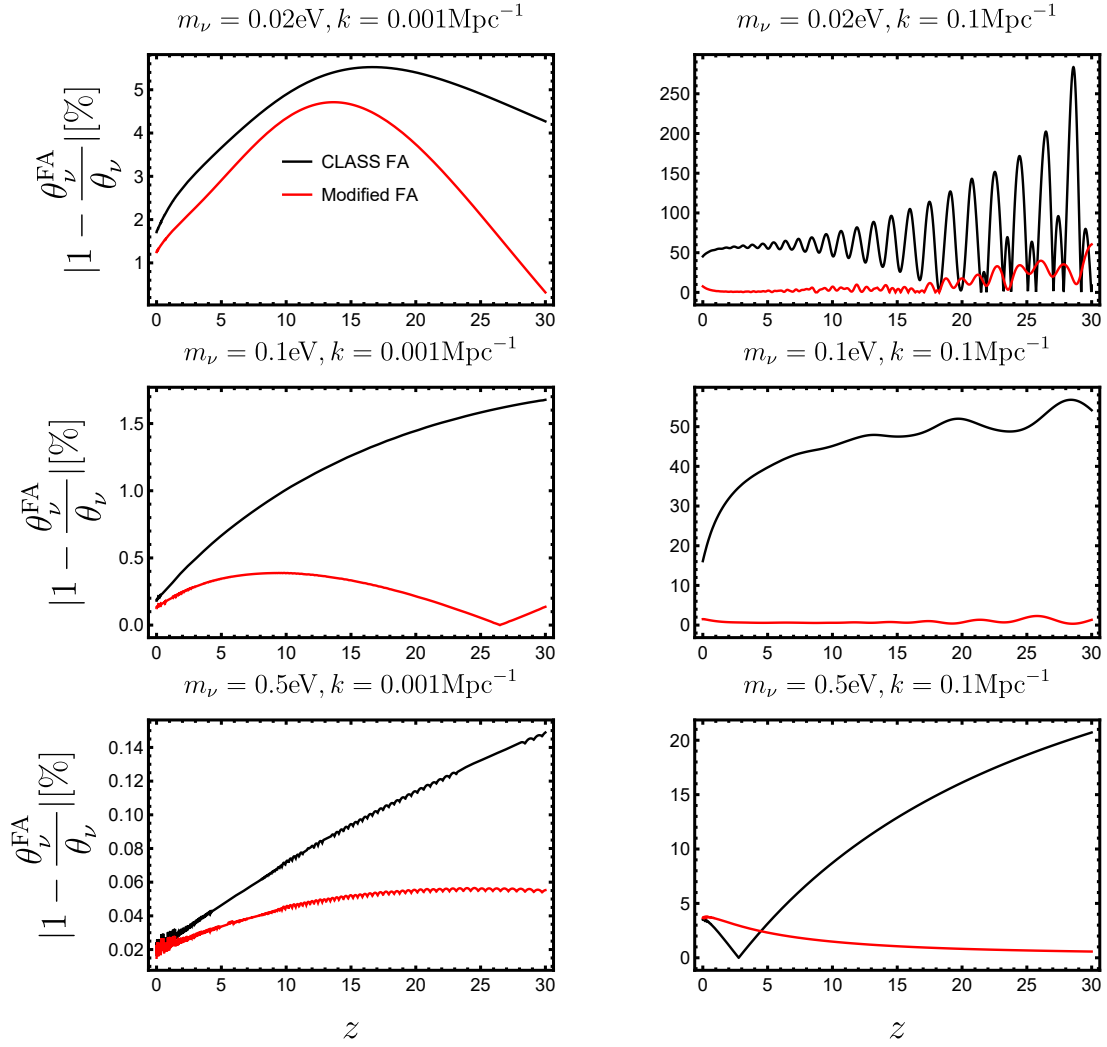 m_ν = 0.02eV, k = 0.001Mpc⁻¹
|1 − θ_ν^FA/θ_ν|[%]
5
4
3
2
1
CLASS FA
Modified FA
0 5 10 15 20 25 30
m_ν = 0.02eV, k = 0.1Mpc⁻¹
250
200
150
100
50
0
0 5 10 15 20 25 30
m_ν = 0.1eV, k = 0.001Mpc⁻¹
|1 − θ_ν^FA/θ_ν|[%]
1.5
1.0
0.5
0.0
0 5 10 15 20 25 30
m_ν = 0.1eV, k = 0.1Mpc⁻¹
50
40
30
20
10
0
0 5 10 15 20 25 30
m_ν = 0.5eV, k = 0.001Mpc⁻¹
|1 − θ_ν^FA/θ_ν|[%]
0.14
0.12
0.10
0.08
0.06
0.04
0.02
0 5 10 15 20 25 30
z
m_ν = 0.5eV, k = 0.1Mpc⁻¹
20
15
10
5
0
0 5 10 15 20 25 30
z